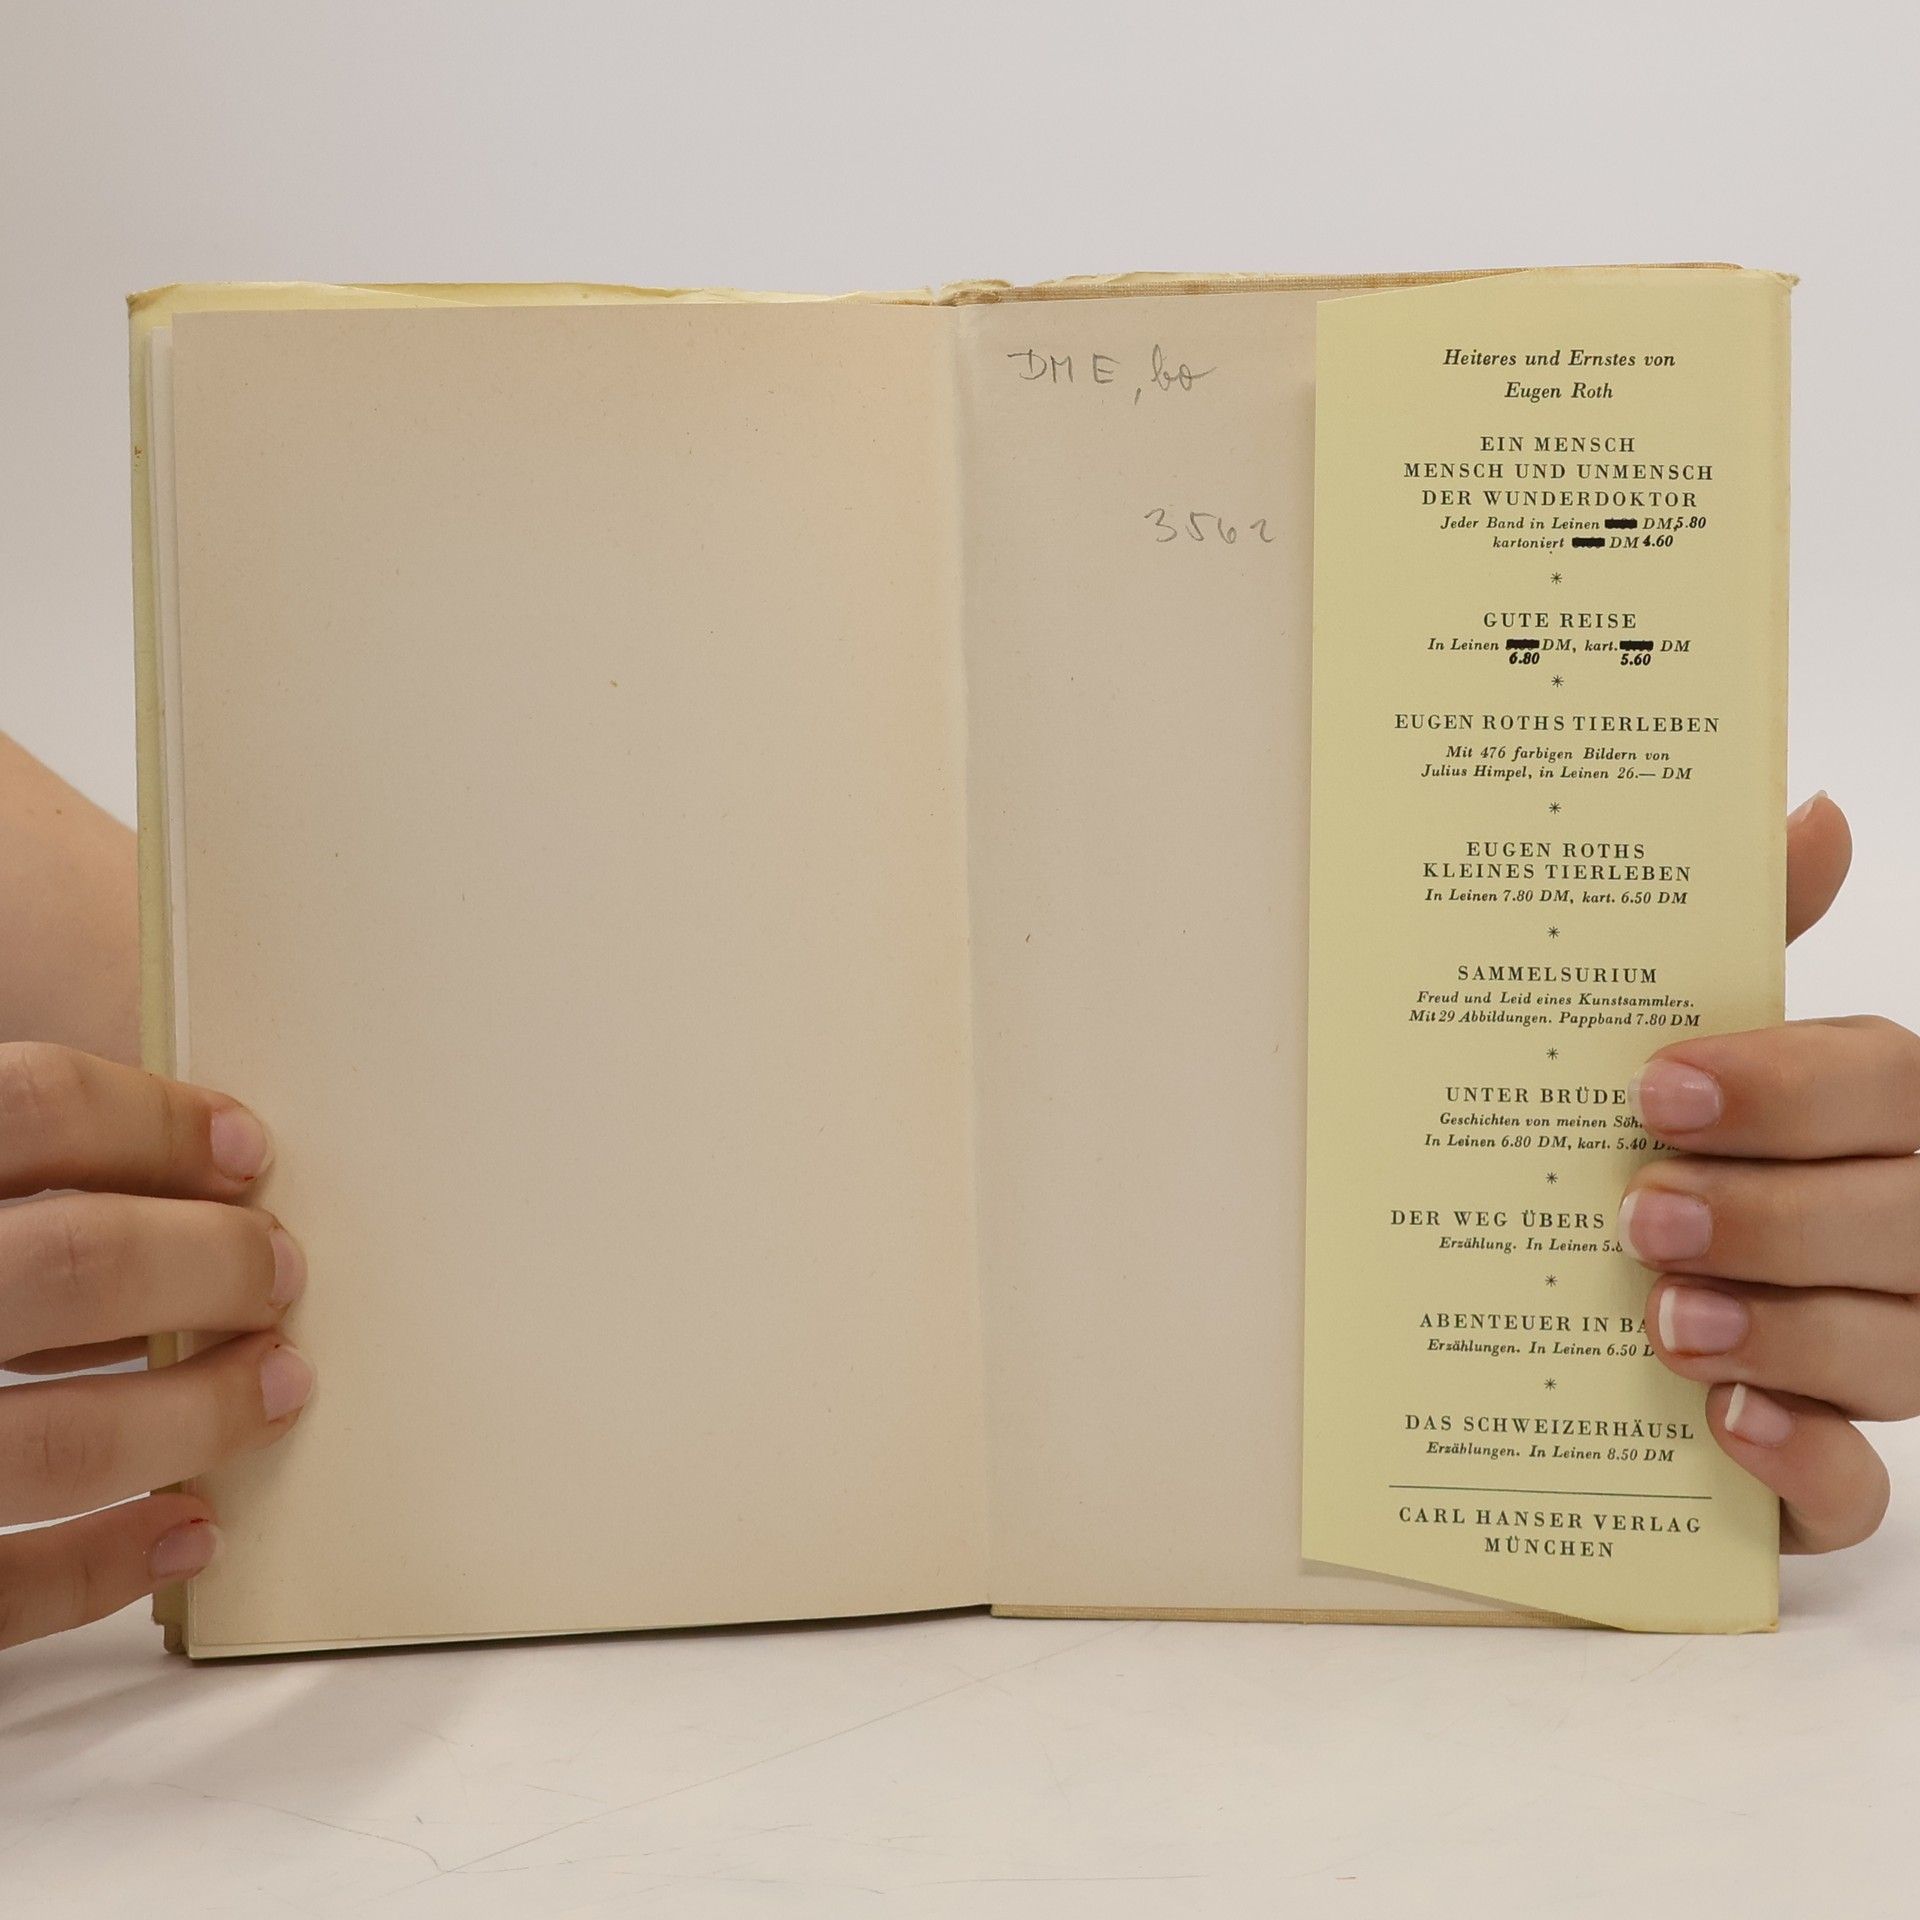 DM E, bo
3562
Heiteres und Ernstes von
Eugen Roth
EIN MENSCH
MENSCH UND UNMENSCH
DER WUNDERDOKTOR
Jeder Band in Leinen DM 5.80
kartoniert DM 4.60
*
GUTE REISE
In Leinen DM, kart. DM
6.80 5.60
*
EUGEN ROTHS TIERLEBEN
Mit 476 farbigen Bildern von
Julius Himpel, in Leinen 26.— DM
*
EUGEN ROTHS
KLEINES TIERLEBEN
In Leinen 7.80 DM, kart. 6.50 DM
*
SAMMELSURIUM
Freud und Leid eines Kunstsammlers.
Mit 29 Abbildungen. Pappband 7.80 DM
*
UNTER BRÜDE
Geschichten von meinen Söh
In Leinen 6.80 DM, kart. 5.40
*
DER WEG ÜBERS
Erzählung. In Leinen 5.
*
ABENTEUER IN BA
Erzählungen. In Leinen 6.50 D
*
DAS SCHWEIZERHÄUSL
Erzählungen. In Leinen 8.50 DM
CARL HANSER VERLAG
MÜNCHEN